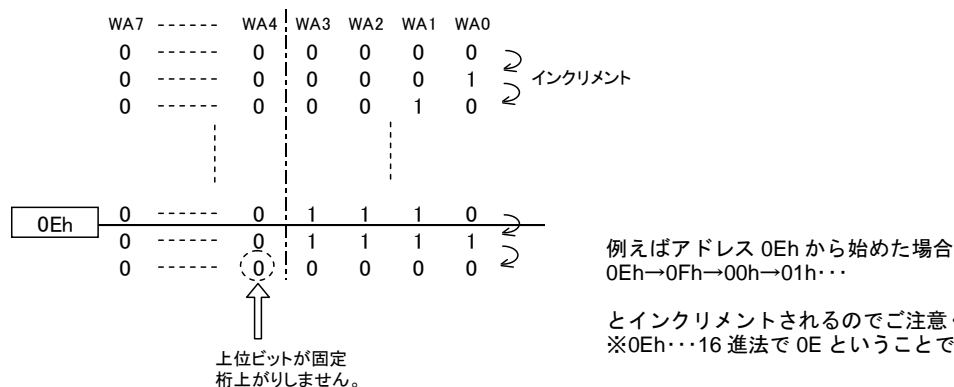 WA7 ------ WA4 WA3 WA2 WA1 WA0
0 ------ 0 0 0 0 0
0 ------ 0 0 0 0 1
インクリメント
0 ------ 0 0 0 1 0
0Eh
0 ------ 0 1 1 1 0
0 ------ 0 1 1 1 1
0 ------ 0 0 0 0 0
例えばアドレス 0Eh から始めた場合
0Eh→0Fh→00h→01h･･･
とインクリメントされるのでご注意
※0Eh･･･16 進法で 0E ということで
上位ビットが固定
桁上がりしません。